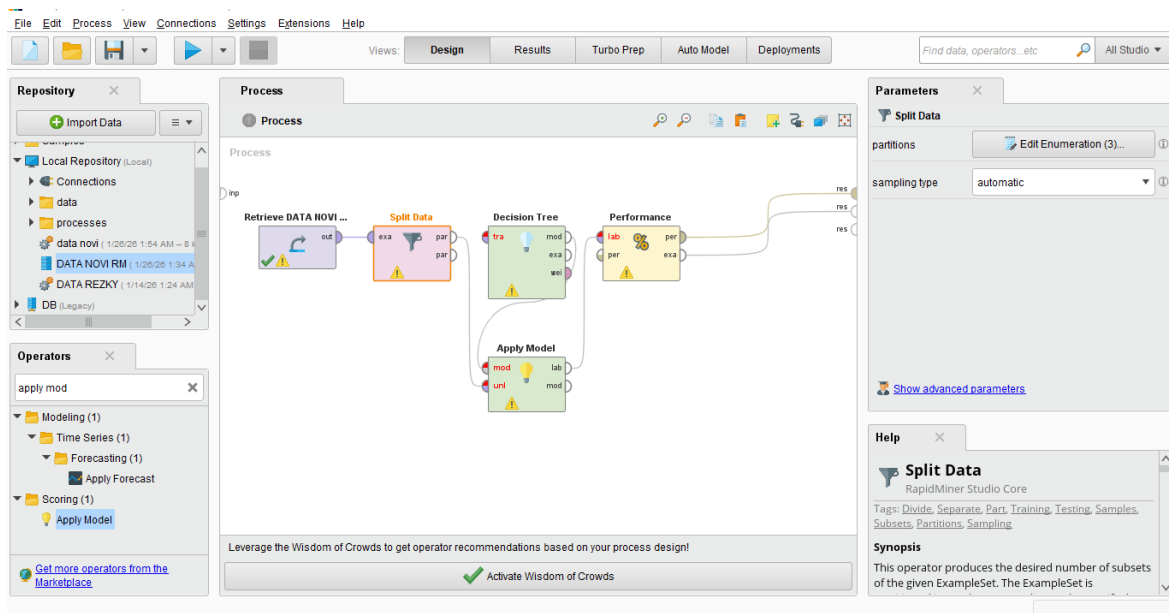 File Edit Process View Connections Settings Extensions Help
Views: Design Results Turbo Prep Auto Model Deployments
Find data, operators...etc
All Studio
Repository
Import Data
Local Repository (Local)
Connections
data
processes
data novi ( 1/26/26 1:54 AM – 8
DATA NOVI RM ( 1/26/26 1:34 A
DATA REZKY ( 1/14/26 1:24 AM
DB (Legacy)
Operators
apply mod
Modeling (1)
Time Series (1)
Forecasting (1)
Apply Forecast
Scoring (1)
Apply Model
Get more operators from the
Marketplace
Process
Process
Process
inp
res
res
res
Retrieve DATA NOVI ...
out
Split Data
exa par
par
Decision Tree
tra mod
exa
wei
Performance
lab per
per exa
Apply Model
mod lab
unl mod
Leverage the Wisdom of Crowds to get operator recommendations based on your process design!
Activate Wisdom of Crowds
Parameters
Split Data
partitions Edit Enumeration (3)...
sampling type automatic
Show advanced parameters
Help
Split Data
RapidMiner Studio Core
Tags: Divide, Separate, Part, Training, Testing, Samples,
Subsets, Partitions, Sampling
Synopsis
This operator produces the desired number of subsets
of the given ExampleSet. The ExampleSet is